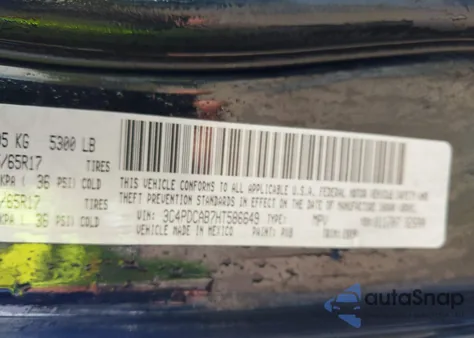 95 KG 5300 LB
/65R17 TIRES
KPA ( 36 PSI) COLD
/65R17 TIRES
KPA ( 36 PSI) COLD
THIS VEHICLE CONFORMS TO ALL APPLICABLE U.S.A. FEDERAL MOTOR VEHICLE SAFETY AND
THEFT PREVENTION STANDARDS IN EFFECT ON THE DATE OF MANUFACTURE SHOWN ABOVE.
VIN: 3C4PDCAB7HT586649 TYPE: MPV
VEHICLE MADE IN MEXICO PAINT: PXB
autoSnap